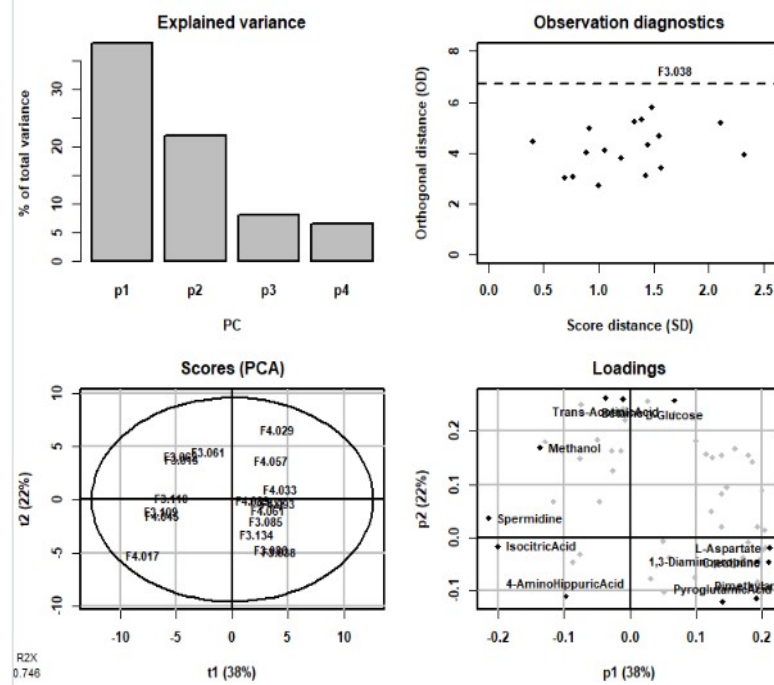 Explained variance
% of total variance
0
5
10
20
30
p1
p2
p3
p4
PC
Observation diagnostics
Orthogonal distance (OD)
8
6
4
2
0
F3.038
0.0
0.5
1.0
1.5
2.0
2.5
Score distance (SD)
Scores (PCA)
t2 (22%)
10
5
0
-5
-10
F4.029
F3.061
F4.057
F4.033
F3.110
F3.109
F4.045
F4.061
F3.085
F3.134
F4.017
-10
-5
0
5
10
t1 (38%)
R2X
0.746
Loadings
p2 (22%)
0.2
0.1
0.0
-0.1
Methanol
Spermidine
IsocitricAcid
L-Aspartate
4-AminoHippuricAcid
PyroglutamicAcid
-0.2
-0.1
0.0
0.1
0.2
p1 (38%)